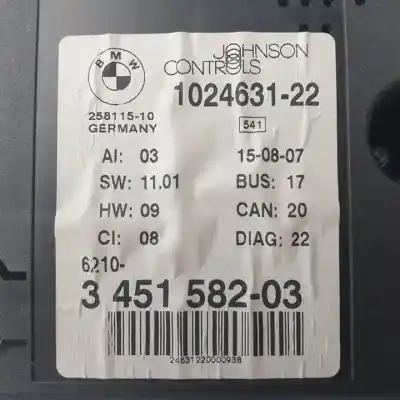 BMW
JOHNSON
CONTROLS
1024631-22
258115-10
GERMANY
541
AI: 03 15-08-07
SW: 11.01 BUS: 17
HW: 09 CAN: 20
CI: 08 DIAG: 22
6210-
3 451 582-03
24631220000938